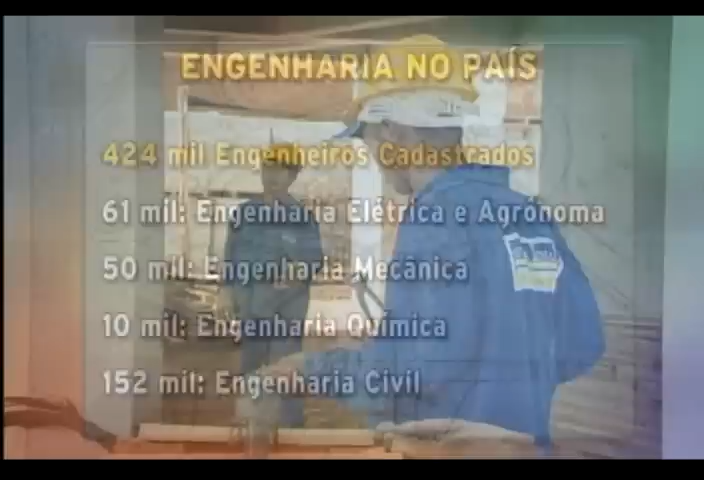 ENGENHARIA NO PAÍS
424 mil Engenheiros Cadastrados
61 mil: Engenharia Elétrica e Agrônoma
50 mil: Engenharia Mecânica
10 mil: Engenharia Química
152 mil: Engenharia Civil